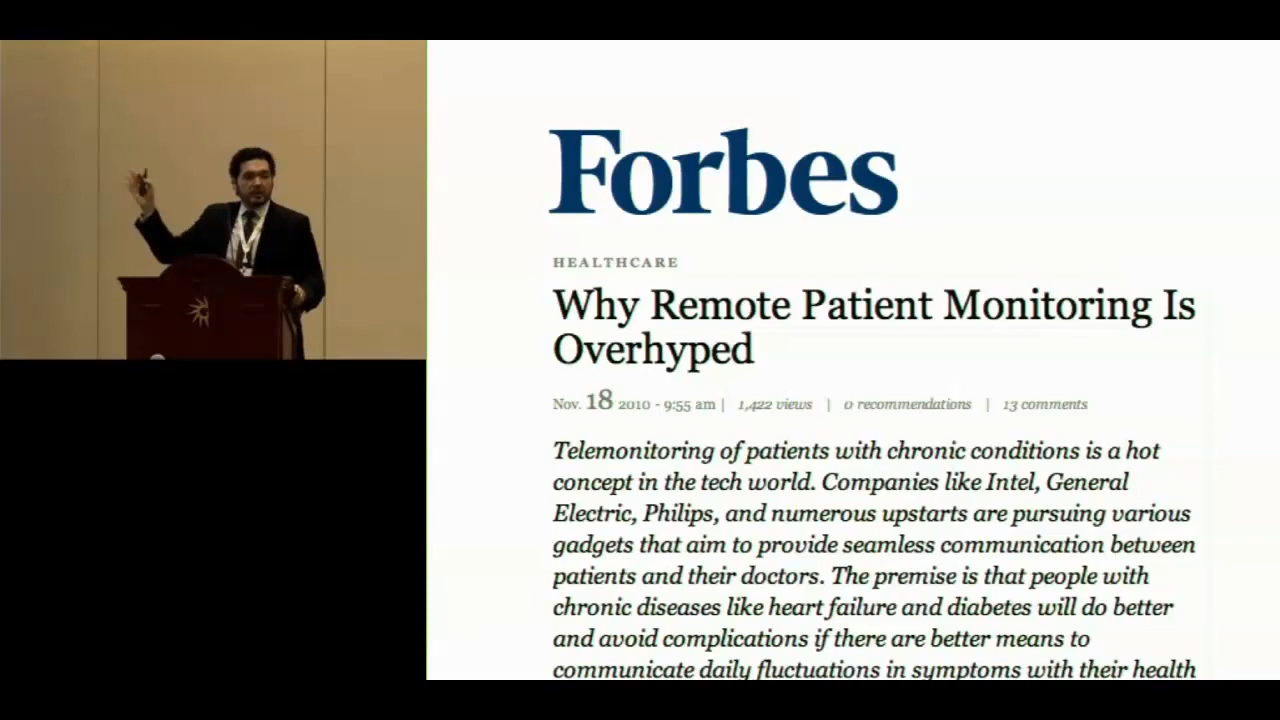 Forbes
HEALTHCARE
Why Remote Patient Monitoring Is
Overhyped
Nov. 18 2010 - 9:55 am | 1,422 views | 0 recommendations | 13 comments
Telemonitoring of patients with chronic conditions is a hot
concept in the tech world. Companies like Intel, General
Electric, Philips, and numerous upstarts are pursuing various
gadgets that aim to provide seamless communication between
patients and their doctors. The premise is that people with
chronic diseases like heart failure and diabetes will do better
and avoid complications if there are better means to
communicate daily fluctuations in symptoms with their health